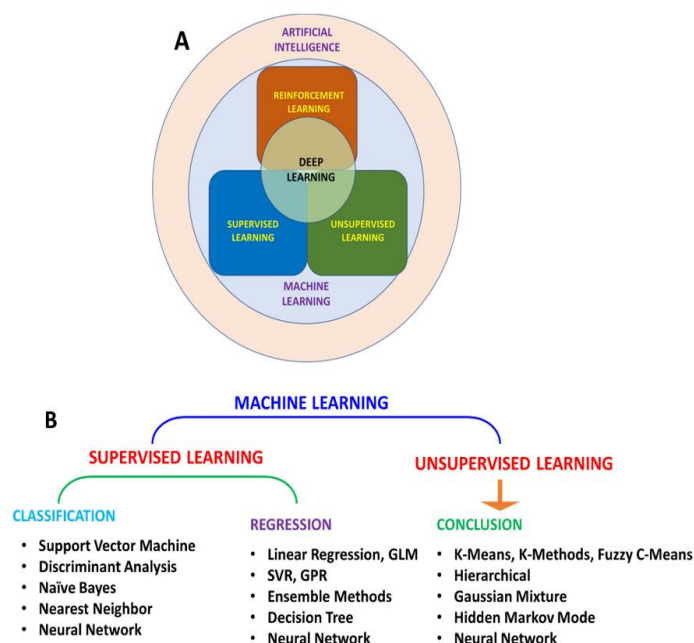 A
ARTIFICIAL
INTELLIGENCE
REINFORCEMENT
LEARNING
DEEP
LEARNING
SUPERVISED
LEARNING
UNSUPERVISED
LEARNING
MACHINE
LEARNING
B
MACHINE LEARNING
SUPERVISED LEARNING
UNSUPERVISED LEARNING
CLASSIFICATION
• Support Vector Machine
• Discriminant Analysis
• Naïve Bayes
• Nearest Neighbor
• Neural Network
REGRESSION
• Linear Regression, GLM
• SVR, GPR
• Ensemble Methods
• Decision Tree
• Neural Network
CONCLUSION
• K-Means, K-Methods, Fuzzy C-Means
• Hierarchical
• Gaussian Mixture
• Hidden Markov Mode
• Neural Network